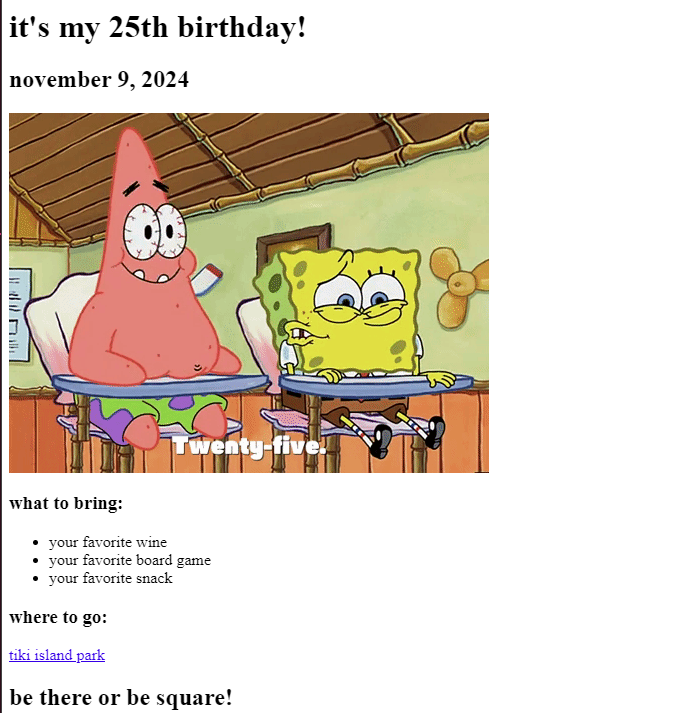 it's my 25th birthday!
november 9, 2024
Twenty-five.
what to bring:
your favorite wine
your favorite board game
your favorite snack
where to go:
tiki island park
be there or be square!